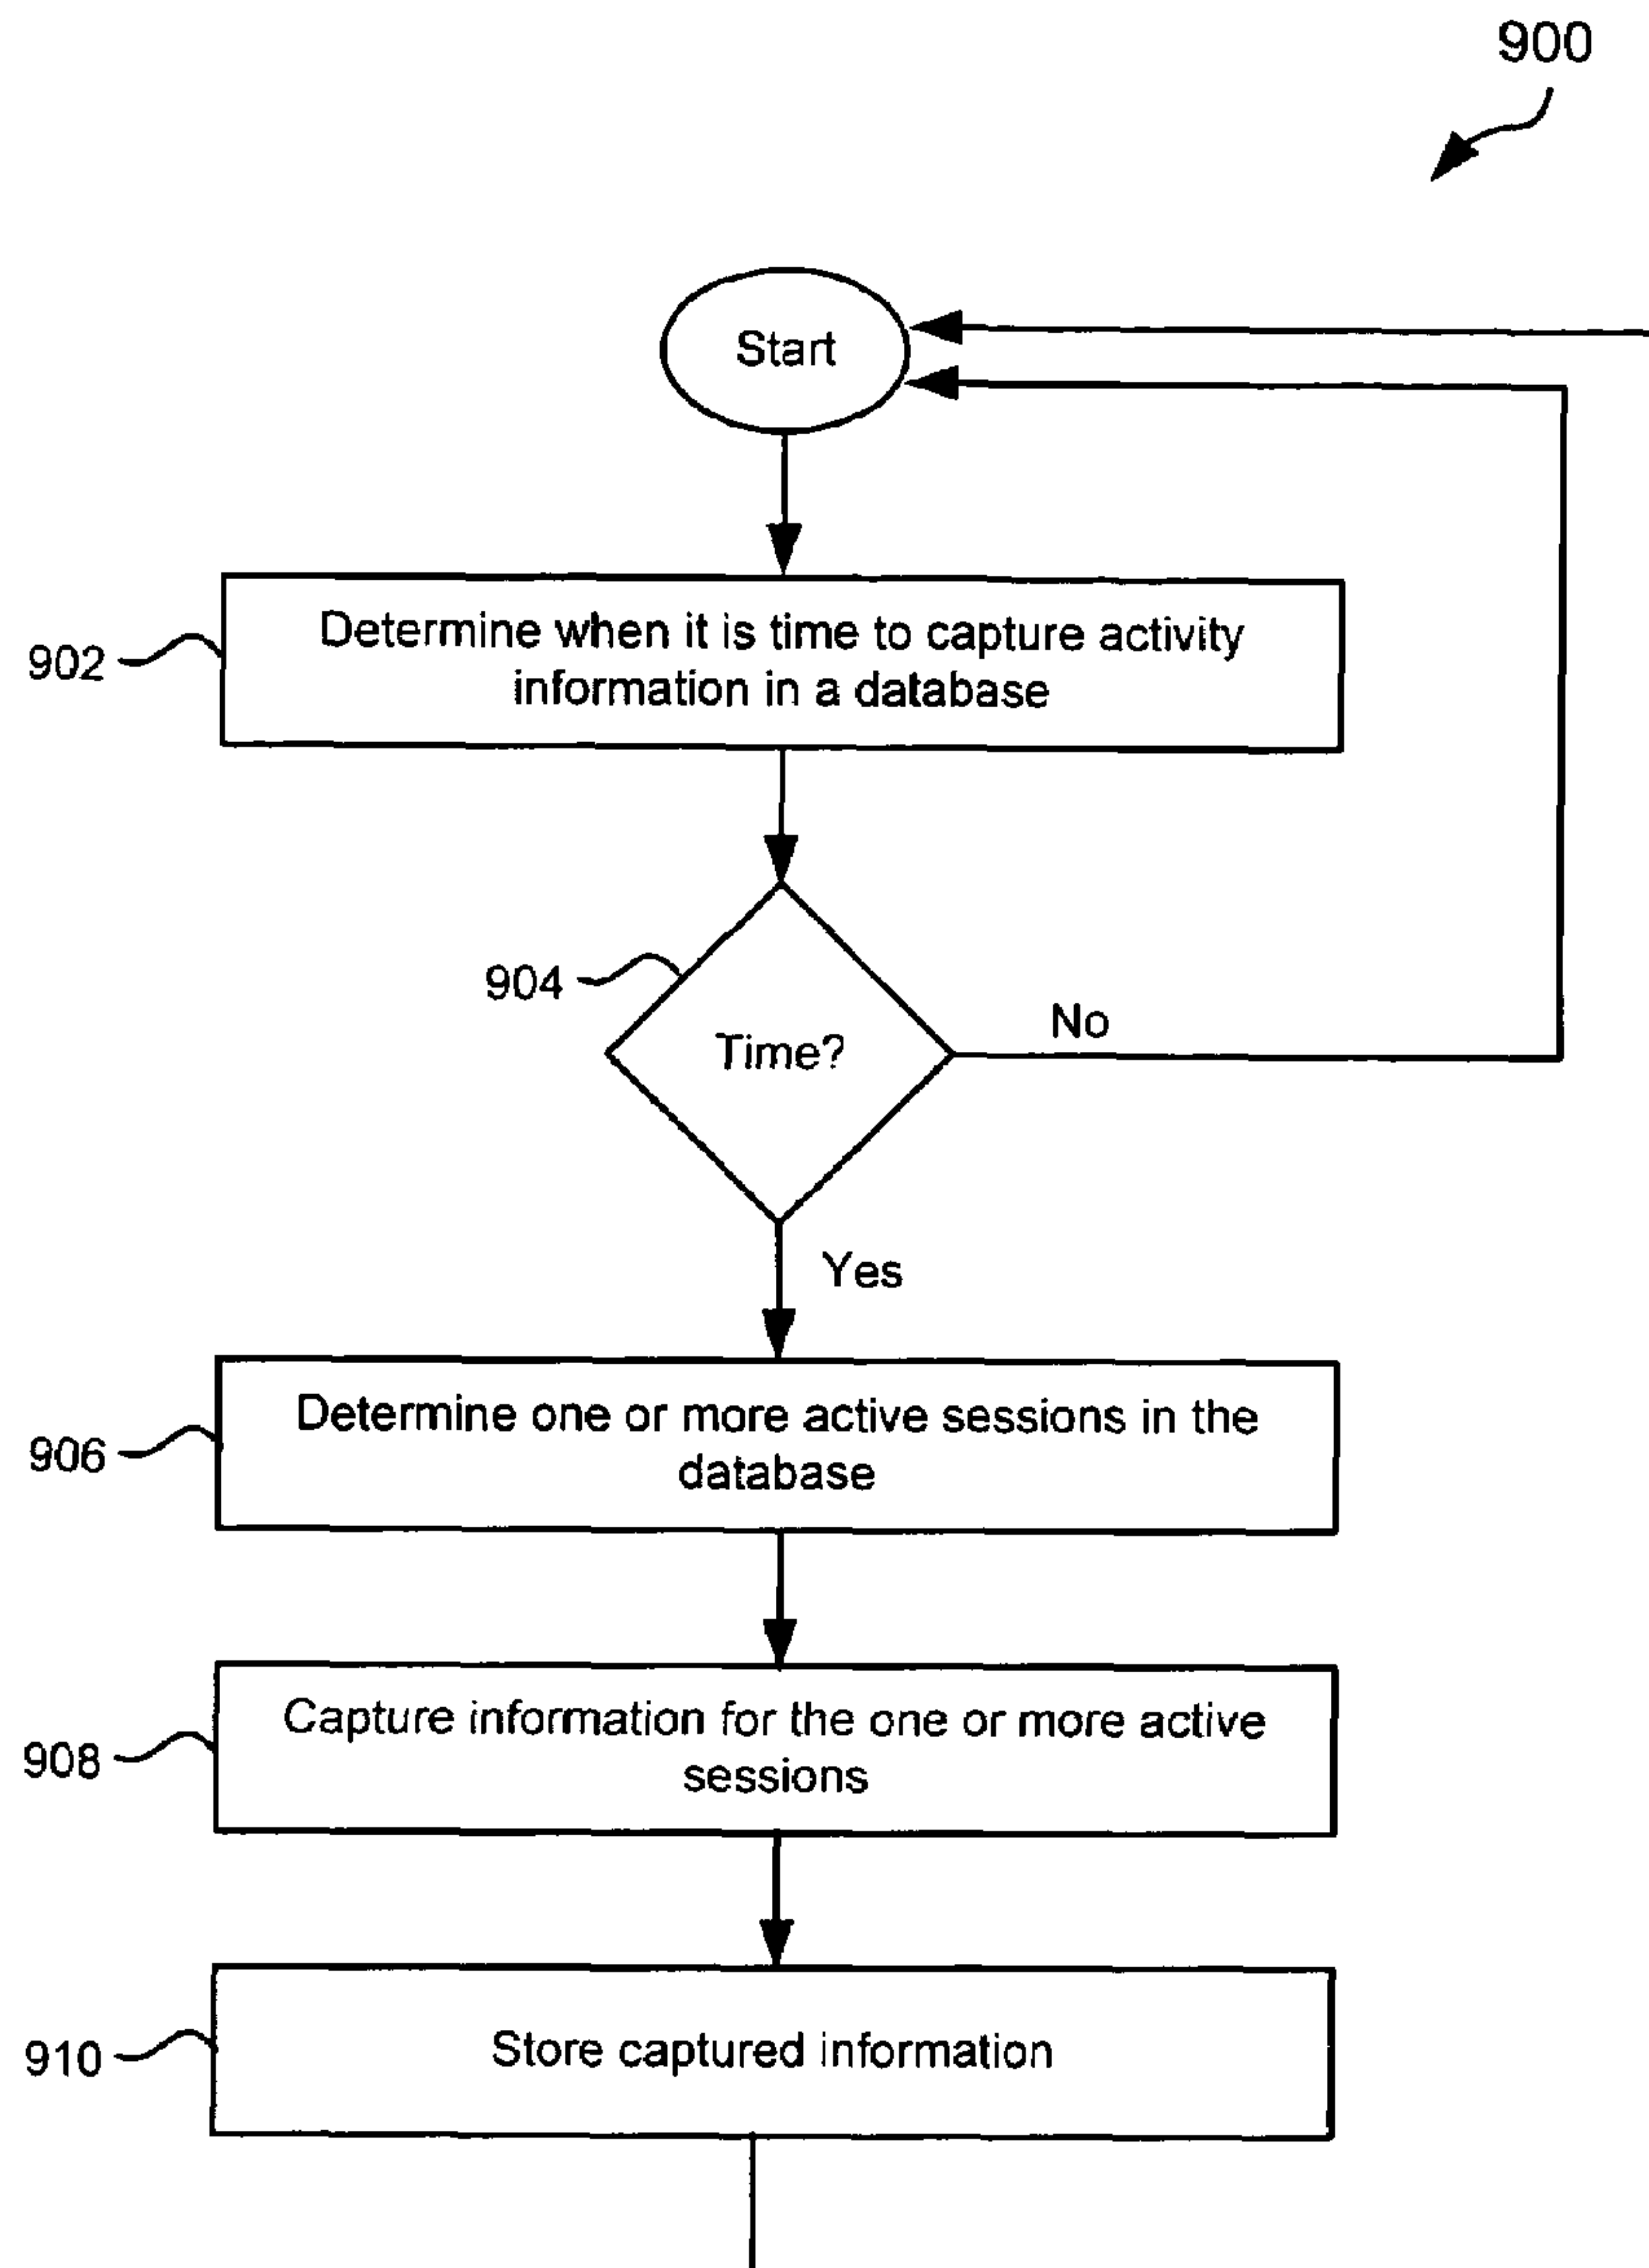 900
Start
902
Determine when it is time to capture activity
information in a database
904
Time?
No
Yes
906
Determine one or more active sessions in the
database
908
Capture information for the one or more active
sessions
910
Store captured information